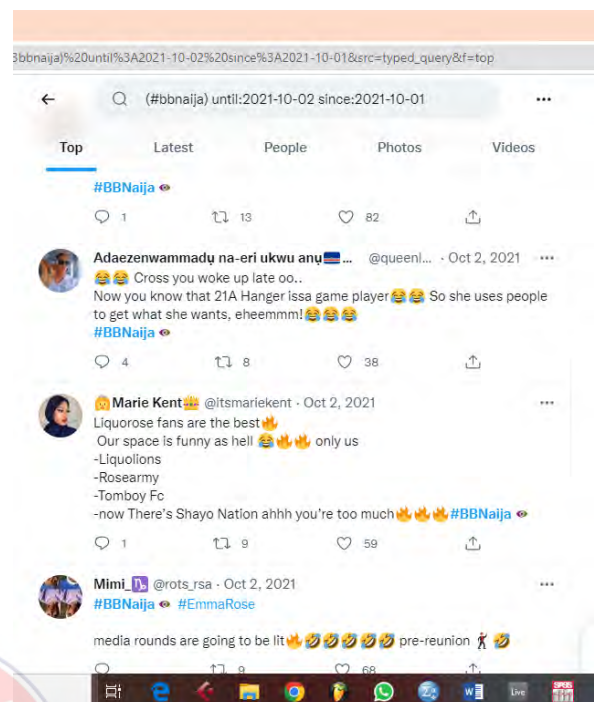 3bbnaija)%20until%3A2021-10-02%20since%3A2021-10-01&src=typed_query&f=top
(#bbnaija) until:2021-10-02 since:2021-10-01
Top Latest People Photos Videos
#BBNaija
1 13 82
Adaezenwammadụ na-eri ukwu anụ... @queenl... · Oct 2, 2021
😂😂 Cross you woke up late oo..
Now you know that 21A Hanger issa game player😂😂 So she uses people
to get what she wants, eheemmm!😂😂😂
#BBNaija
4 8 38
Marie Kent👑 @itsmariekent · Oct 2, 2021
Liquorose fans are the best🔥
Our space is funny as hell 😂🔥🔥 only us
-Liquolions
-Rosearmy
-Tomboy Fc
-now There's Shayo Nation ahhh you're too much🔥🔥🔥#BBNaija
1 9 59
Mimi_♑ @rots_rsa · Oct 2, 2021
#BBNaija #EmmaRose
media rounds are going to be lit🔥🤣🤣🤣🤣🤣 pre-reunion 🕺🤣
9 68
Live
SPSS